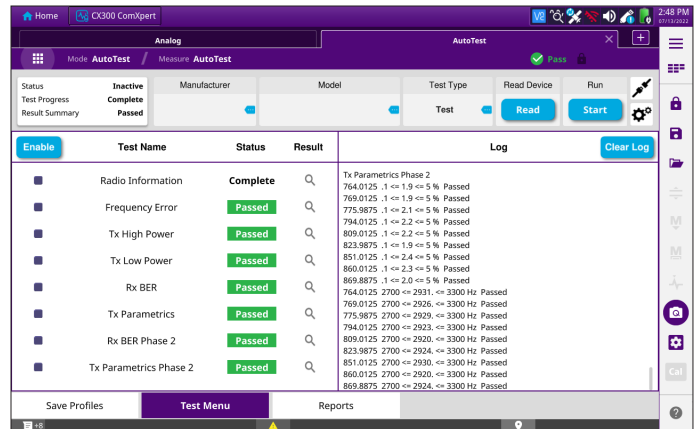 Home
CX300 ComXpert
2:48 PM
07/13/2022
Analog
AutoTest
Mode AutoTest / Measure AutoTest
Pass
Status Inactive
Test Progress Complete
Result Summary Passed
Manufacturer
Model
Test Type
Test
Read Device
Read
Run
Start
Enable
Test Name Status Result
Log
Clear Log
Radio Information Complete
Frequency Error Passed
Tx High Power Passed
Tx Low Power Passed
Rx BER Passed
Tx Parametrics Passed
Rx BER Phase 2 Passed
Tx Parametrics Phase 2 Passed
Tx Parametrics Phase 2
764.0125 .1 <= 1.9 <= 5 % Passed
769.0125 .1 <= 1.9 <= 5 % Passed
775.9875 .1 <= 2.1 <= 5 % Passed
794.0125 .1 <= 2.2 <= 5 % Passed
809.0125 .1 <= 2.2 <= 5 % Passed
823.9875 .1 <= 1.9 <= 5 % Passed
851.0125 .1 <= 2.4 <= 5 % Passed
860.0125 .1 <= 2.3 <= 5 % Passed
869.8875 .1 <= 2.0 <= 5 % Passed
764.0125 2700 <= 2931. <= 3300 Hz Passed
769.0125 2700 <= 2926. <= 3300 Hz Passed
775.9875 2700 <= 2929. <= 3300 Hz Passed
794.0125 2700 <= 2923. <= 3300 Hz Passed
809.0125 2700 <= 2920. <= 3300 Hz Passed
823.9875 2700 <= 2924. <= 3300 Hz Passed
851.0125 2700 <= 2930. <= 3300 Hz Passed
860.0125 2700 <= 2920. <= 3300 Hz Passed
869.8875 2700 <= 2924. <= 3300 Hz Passed
M
M
Cal
Save Profiles
Test Menu
Reports
+8